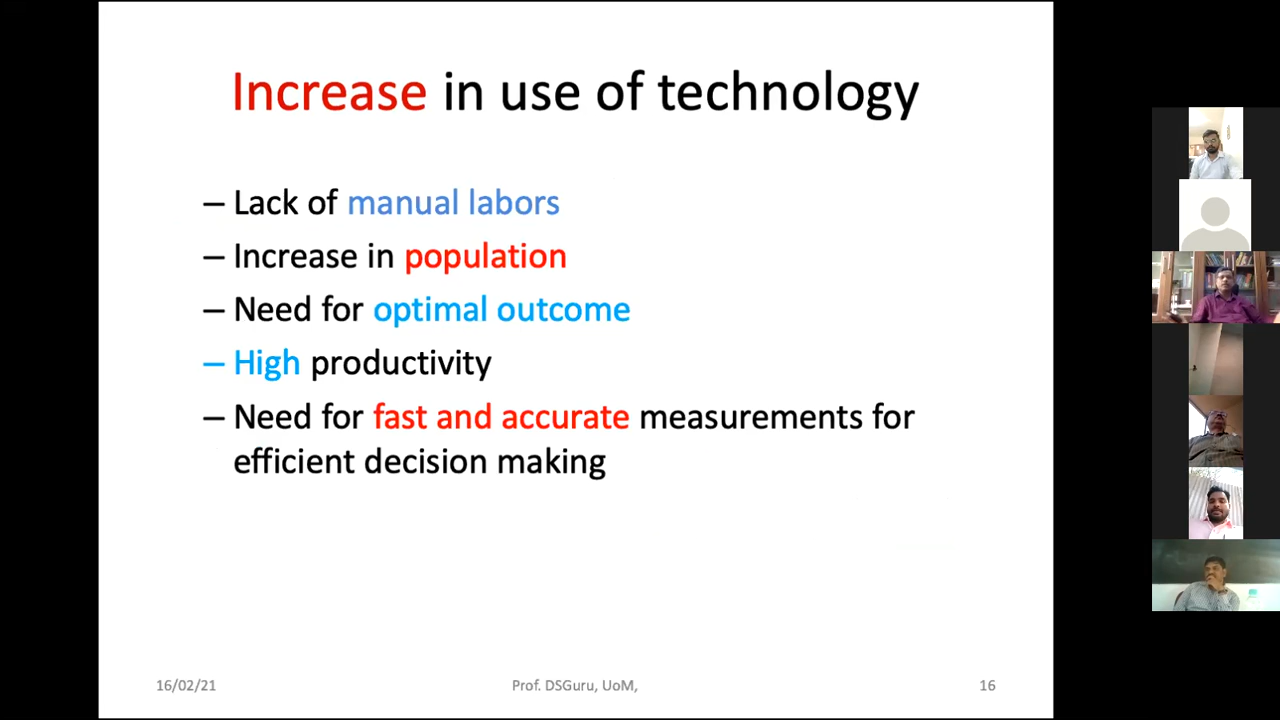 Increase in use of technology
– Lack of manual labors
– Increase in population
– Need for optimal outcome
– High productivity
– Need for fast and accurate measurements for
efficient decision making
16/02/21
Prof. DSGuru, UoM,
16